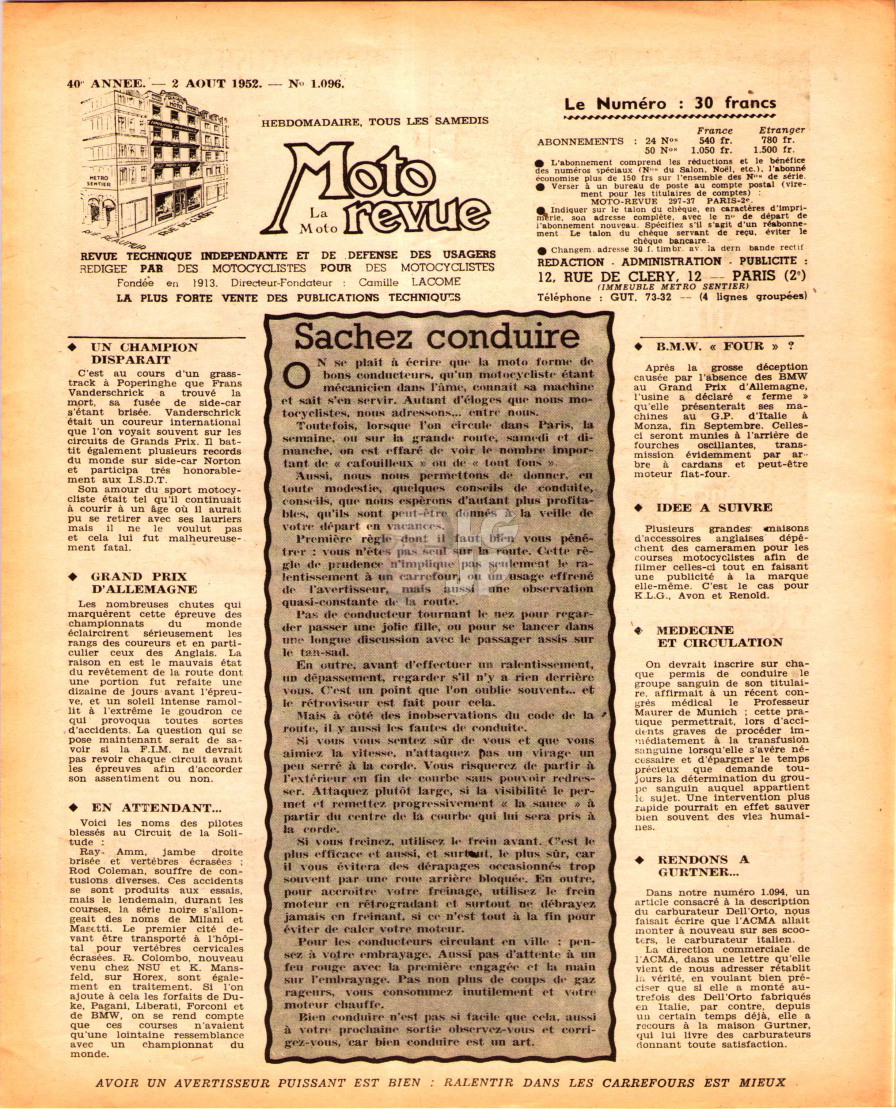 40e ANNEE. — 2 AOUT 1952. — No 1.096.
METRO
SENTIER
HEBDOMADAIRE, TOUS LES SAMEDIS
La Moto
Moto revue
REVUE TECHNIQUE INDEPENDANTE ET DE DEFENSE DES USAGERS
REDIGEE PAR DES MOTOCYCLISTES POUR DES MOTOCYCLISTES
Fondée en 1913. Directeur-Fondateur : Camille LACOME
LA PLUS FORTE VENTE DES PUBLICATIONS TECHNIQUES
Le Numéro : 30 francs
France Etranger
ABONNEMENTS : 24 Nos 540 fr. 780 fr.
50 Nos 1.050 fr. 1.500 fr.
● L'abonnement comprend les réductions et le bénéfice
des numéros spéciaux (Nos du Salon, Noël, etc.), l'abonné
économise plus de 150 frs sur l'ensemble des Nos de série.
● Verser à un bureau de poste au compte postal (vire-
ment pour les titulaires de comptes) :
MOTO-REVUE 297-37 PARIS-2e.
● Indiquer sur le talon du chèque, en caractères d'impri-
merie, son adresse complète, avec le no de départ de
l'abonnement nouveau. Spécifiez s'il s'agit d'un réabonne-
ment Le talon du chèque servant de reçu, éviter le
chèque bancaire.
● Changem. adresse 30 f. timbr. av. la dern bande rectif
REDACTION - ADMINISTRATION - PUBLICITE :
12, RUE DE CLERY, 12 — PARIS (2e)
(IMMEUBLE METRO SENTIER)
Téléphone : GUT. 73-32 — (4 lignes groupées)
◆ UN CHAMPION
DISPARAIT
C'est au cours d'un grass-
track à Poperinghe que Frans
Vanderschrick a trouvé la
mort, sa fusée de side-car
s'étant brisée. Vanderschrick
était un coureur international
que l'on voyait souvent sur les
circuits de Grands Prix. Il bat-
tit également plusieurs records
du monde sur side-car Norton
et participa très honorable-
ment aux I.S.D.T.
Son amour du sport motocy-
cliste était tel qu'il continuait
à courir à un âge où il aurait
pu se retirer avec ses lauriers
mais il ne le voulut pas
et cela lui fut malheureuse-
ment fatal.
◆ GRAND PRIX
D'ALLEMAGNE
Les nombreuses chutes qui
marquèrent cette épreuve des
championnats du monde
éclaircirent sérieusement les
rangs des coureurs et en parti-
culier ceux des Anglais. La
raison en est le mauvais état
du revêtement de la route dont
une portion fut refaite une
dizaine de jours avant l'épreu-
ve, et un soleil intense ramol-
lit à l'extrême le goudron ce
qui provoqua toutes sortes
d'accidents. La question qui se
pose maintenant serait de sa-
voir si la F.I.M. ne devrait
pas revoir chaque circuit avant
les épreuves afin d'accorder
son assentiment ou non.
◆ EN ATTENDANT...
Voici les noms des pilotes
blessés au Circuit de la Soli-
tude :
Ray Amm, jambe droite
brisée et vertèbres écrasées ;
Rod Coleman, souffre de con-
tusions diverses. Ces accidents
se sont produits aux essais,
mais le lendemain, durant les
courses, la série noire s'allon-
geait des noms de Milani et
Masetti. Le premier cité de-
vant être transporté à l'hôpi-
tal pour vertèbres cervicales
écrasées. R. Colombo, nouveau
venu chez NSU et K. Mans-
feld, sur Horex, sont égale-
ment en traitement. Si l'on
ajoute à cela les forfaits de Du-
ke, Pagani, Liberati, Forconi et
de BMW, on se rend compte
que ces courses n'avaient
qu'une lointaine ressemblance
avec un championnat du
monde.
Sachez conduire
ON se plaît à écrire que la moto forme de
bons conducteurs, qu'un motocycliste étant
mécanicien dans l'âme, connaît sa machine
et sait s'en servir. Autant d'éloges que nous mo-
tocyclistes, nous adressons... entre nous.
Toutefois, lorsque l'on circule dans Paris, la
semaine, ou sur la grande route, samedi et di-
manche, on est effaré de voir le nombre impor-
tant de « cafouilleux » ou de « tout fous ».
Aussi, nous nous permettons de donner, en
toute modestie, quelques conseils de conduite,
conseils, que nous espérons d'autant plus profita-
bles, qu'ils sont peut-être donnés à la veille de
votre départ en vacances.
Première règle dont il faut bien vous péné-
trer : vous n'êtes pas seul sur la route. Cette rè-
gle de prudence n'implique pas seulement le ra-
lentissement à un carrefour, ou un usage effréné
de l'avertisseur, mais aussi une observation
quasi-constante de la route.
Pas de conducteur tournant le nez pour regar-
der passer une jolie fille, ou pour se lancer dans
une longue discussion avec le passager assis sur
le tan-sad.
En outre, avant d'effectuer un ralentissement,
un dépassement, regarder s'il n'y a rien derrière
vous. C'est un point que l'on oublie souvent... et
le rétroviseur est fait pour cela.
Mais à côté des inobservations du code de la
route, il y aussi les fautes de conduite.
Si vous vous sentez sûr de vous et que vous
aimiez la vitesse, n'attaquez pas un virage un
peu serré à la corde. Vous risquerez de partir à
l'extérieur en fin de courbe sans pouvoir redres-
ser. Attaquez plutôt large, si la visibilité le per-
met et remettez progressivement « la sauce » à
partir du centre de la courbe qui lui sera pris à
la corde.
Si vous freinez, utilisez le frein avant. C'est le
plus efficace et aussi, et surtout, le plus sûr, car
il vous évitera des dérapages occasionnés trop
souvent par une roue arrière bloquée. En outre,
pour accroître votre freinage, utilisez le frein
moteur en rétrogradant et surtout ne débrayez
jamais en freinant, si ce n'est tout à la fin pour
éviter de caler votre moteur.
Pour les conducteurs circulant en ville : pen-
sez à votre embrayage. Aussi pas d'attente à un
feu rouge avec la première engagée et la main
sur l'embrayage. Pas non plus de coups de gaz
rageurs, vous consommez inutilement et votre
moteur chauffe.
Bien conduire n'est pas si facile que cela, aussi
à votre prochaine sortie observez-vous et corri-
gez-vous, car bien conduire est un art.
◆ B.M.W. « FOUR » ?
Après la grosse déception
causée par l'absence des BMW
au Grand Prix d'Allemagne,
l'usine a déclaré « ferme »
qu'elle présenterait ses ma-
chines au G.P. d'Italie à
Monza, fin Septembre. Celles-
ci seront munies à l'arrière de
fourches oscillantes, trans-
mission évidemment par ar-
bre à cardans et peut-être
moteur flat-four.
◆ IDEE A SUIVRE
Plusieurs grandes maisons
d'accessoires anglaises dépê-
chent des cameramen pour les
courses motocyclistes afin de
filmer celles-ci tout en faisant
une publicité à la marque
elle-même. C'est le cas pour
K.L.G., Avon et Renold.
◆ MEDECINE
ET CIRCULATION
On devrait inscrire sur cha-
que permis de conduire le
groupe sanguin de son titulai-
re, affirmait à un récent con-
grès médical le Professeur
Maurer de Munich ; cette pra-
tique permettrait, lors d'acci-
dents graves de procéder im-
médiatement à la transfusion
sanguine lorsqu'elle s'avère né-
cessaire et d'épargner le temps
précieux que demande tou-
jours la détermination du grou-
pe sanguin auquel appartient
le sujet. Une intervention plus
rapide pourrait en effet sauver
bien souvent des vies humai-
nes.
◆ RENDONS A
GURTNER...
Dans notre numéro 1.094, un
article consacré à la description
du carburateur Dell'Orto, nous
faisait écrire que l'ACMA allait
monter à nouveau sur ses scoo-
ters, le carburateur italien.
La direction commerciale de
l'ACMA, dans une lettre qu'elle
vient de nous adresser rétablit
la vérité, en voulant bien pré-
ciser que si elle a monté au-
trefois des Dell'Orto fabriqués
en Italie, par contre, depuis
un certain temps déjà, elle a
recours à la maison Gurtner,
qui lui livre des carburateurs
donnant toute satisfaction.
AVOIR UN AVERTISSEUR PUISSANT EST BIEN : RALENTIR DANS LES CARREFOURS EST MIEUX